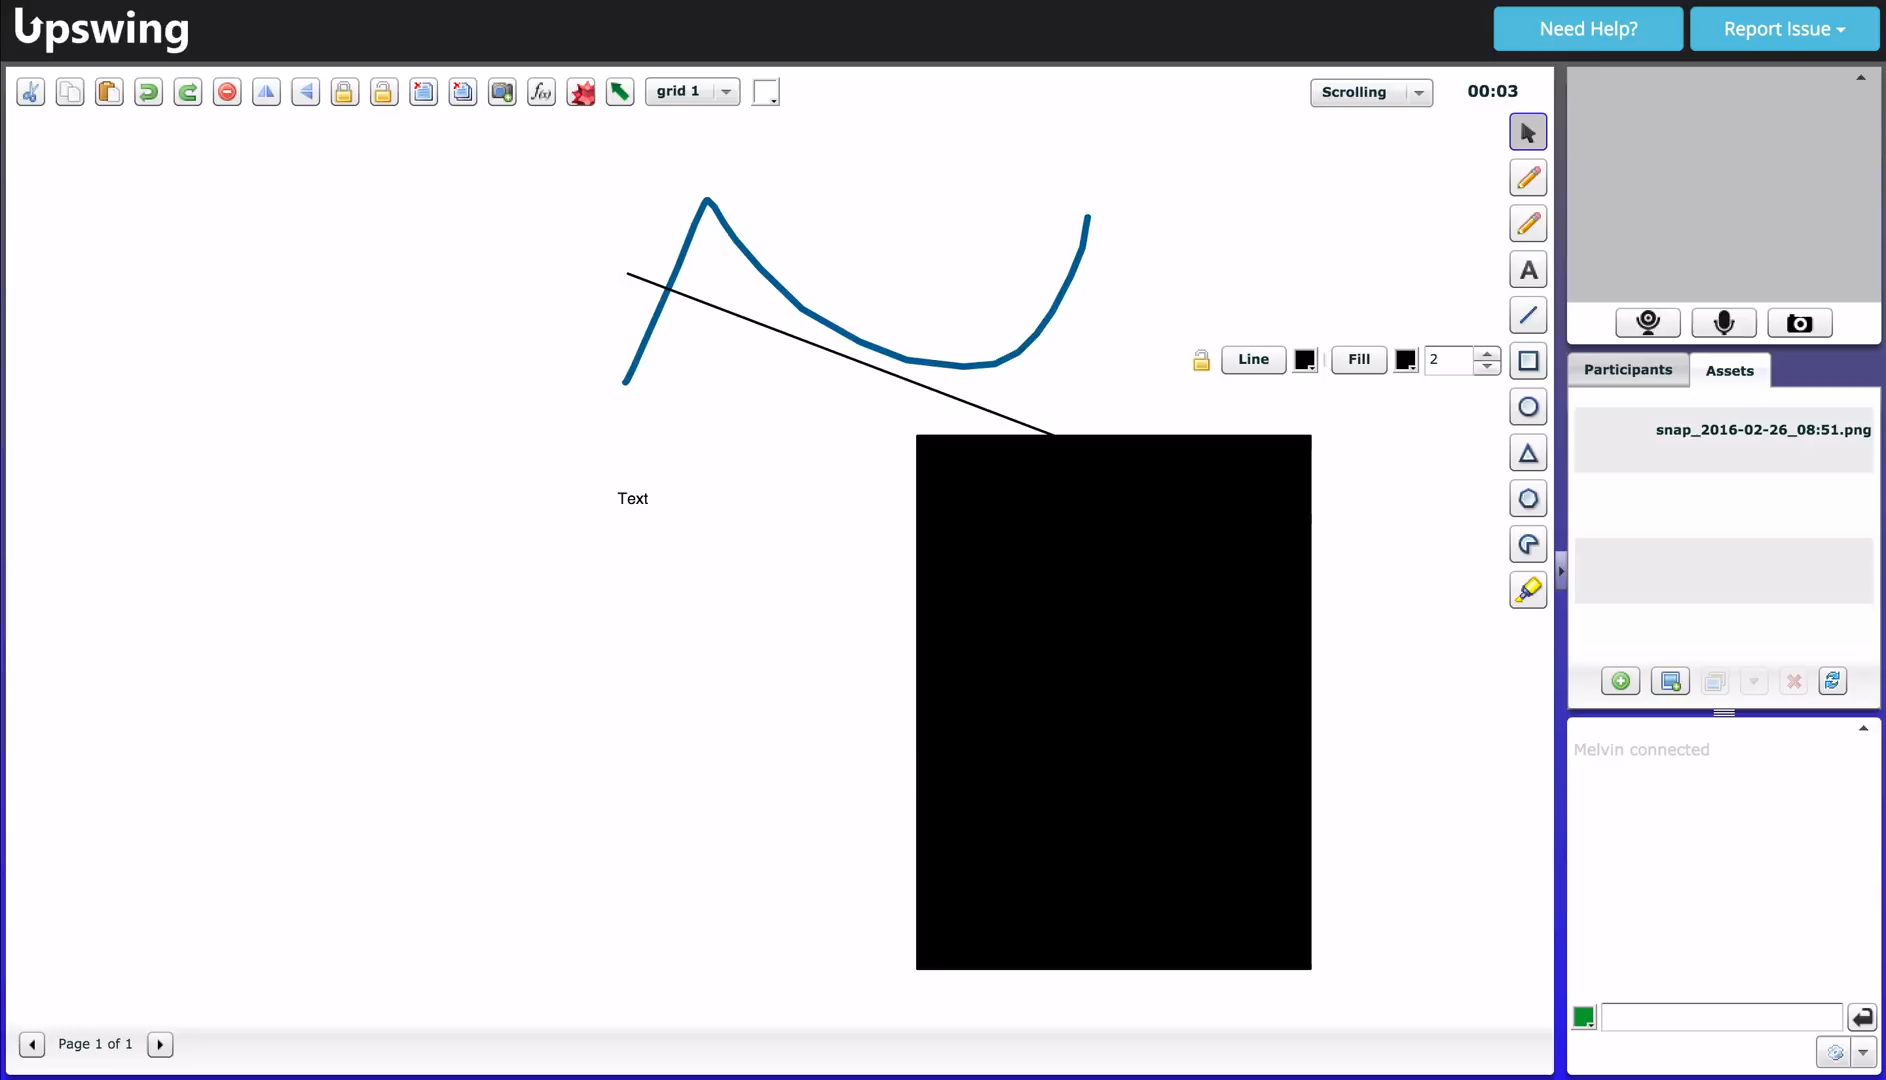 Upswing
Need Help?
Report Issue
f(x)
grid 1
Scrolling
00:03
A
Line
Fill
2
Participants
Assets
snap_2016-02-26_08:51.png
Text
Melvin connected
Page 1 of 1